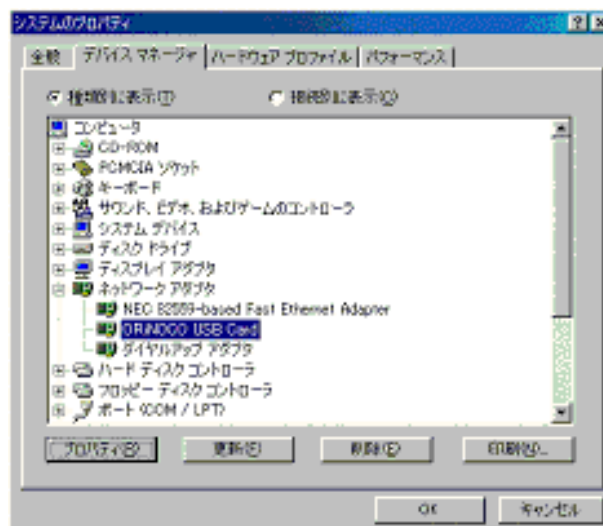 システムのプロパティ
全般 デバイス マネージャ ハードウェア プロファイル パフォーマンス
種類別に表示(T) 接続別に表示(C)
コンピュータ
CD-ROM
PCMCIA ソケット
キーボード
サウンド、ビデオ、およびゲームのコントローラ
システム デバイス
ディスク ドライブ
ディスプレイ アダプタ
ネットワーク アダプタ
NEC 82559-based Fast Ethernet Adapter
ORiNOCO USB Card
ダイヤルアップ アダプタ
ハード ディスク コントローラ
フロッピー ディスク コントローラ
ポート (COM / LPT)
プロパティ(R) 更新(F) 削除(E) 印刷(N)...
OK キャンセル